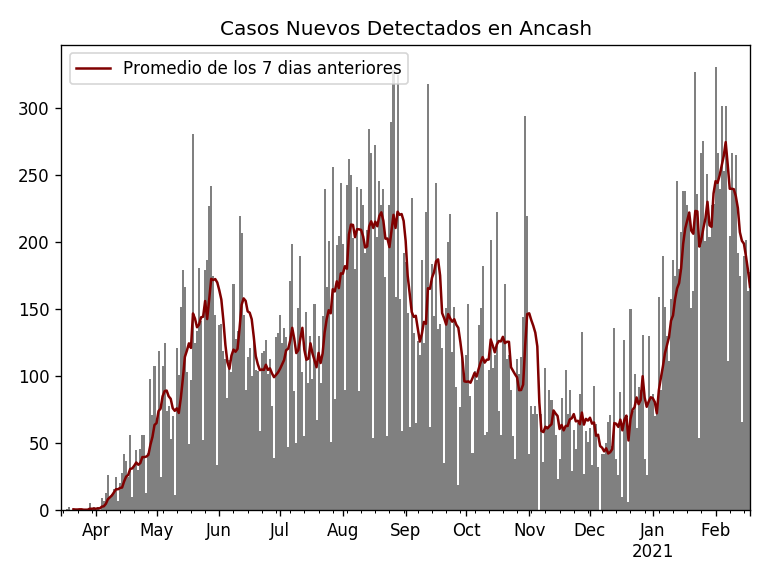 Casos Nuevos Detectados en Ancash
Promedio de los 7 dias anteriores
300
250
200
150
100
50
0
Apr May Jun Jul Aug Sep Oct Nov Dec Jan Feb
2021